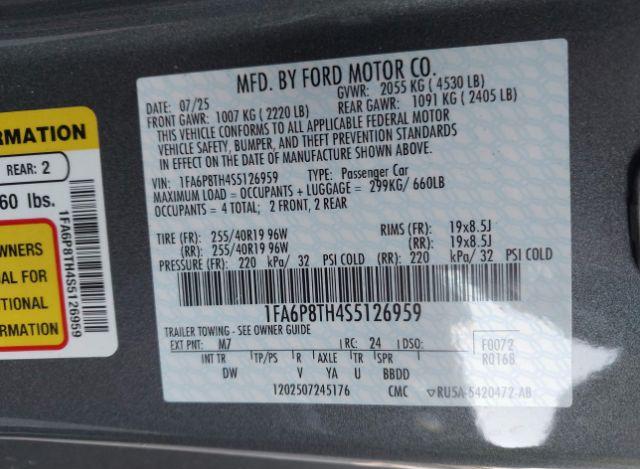 RMATION
REAR: 2
60 lbs.
WNERS
AL FOR
TIONAL
ORMATION
1FA6P8TH4S5126959
MFD. BY FORD MOTOR CO.
DATE: 07/25 GVWR: 2055 KG ( 4530 LB)
FRONT GAWR: 1007 KG ( 2220 LB) REAR GAWR: 1091 KG ( 2405 LB)
THIS VEHICLE CONFORMS TO ALL APPLICABLE FEDERAL MOTOR
VEHICLE SAFETY, BUMPER, AND THEFT PREVENTION STANDARDS
IN EFFECT ON THE DATE OF MANUFACTURE SHOWN ABOVE.
VIN: 1FA6P8TH4S5126959 TYPE: Passenger Car
MAXIMUM LOAD = OCCUPANTS + LUGGAGE = 299KG/ 660LB
OCCUPANTS = 4 TOTAL; 2 FRONT, 2 REAR
TIRE (FR): 255/40R19 96W RIMS (FR): 19x8.5J
(RR): 255/40R19 96W (RR): 19x8.5J
PRESSURE (FR): 220 kPa/ 32 PSI COLD (RR): 220 kPa/ 32 PSI COLD
1FA6P8TH4S5126959
TRAILER TOWING - SEE OWNER GUIDE
EXT PNT: M7 RC: 24 DSO: F0072
R0168
INT TR TP/PS R AXLE TR SPR
DW V YA U BBDD
1202507245176 CMC RU5A-5420472-AB